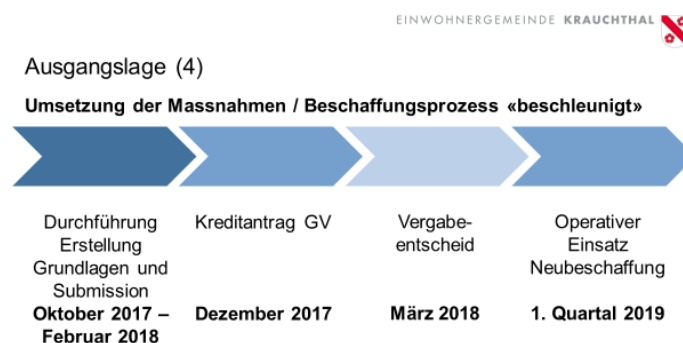 EINWOHNERGEMEINDE KRAUCHTHAL
Ausgangslage (4)
Umsetzung der Massnahmen / Beschaffungsprozess «beschleunigt»
Durchführung
Erstellung
Grundlagen und
Submission
Oktober 2017 –
Februar 2018
Kreditantrag GV
Dezember 2017
Vergabe-
entscheid
März 2018
Operativer
Einsatz
Neubeschaffung
1. Quartal 2019